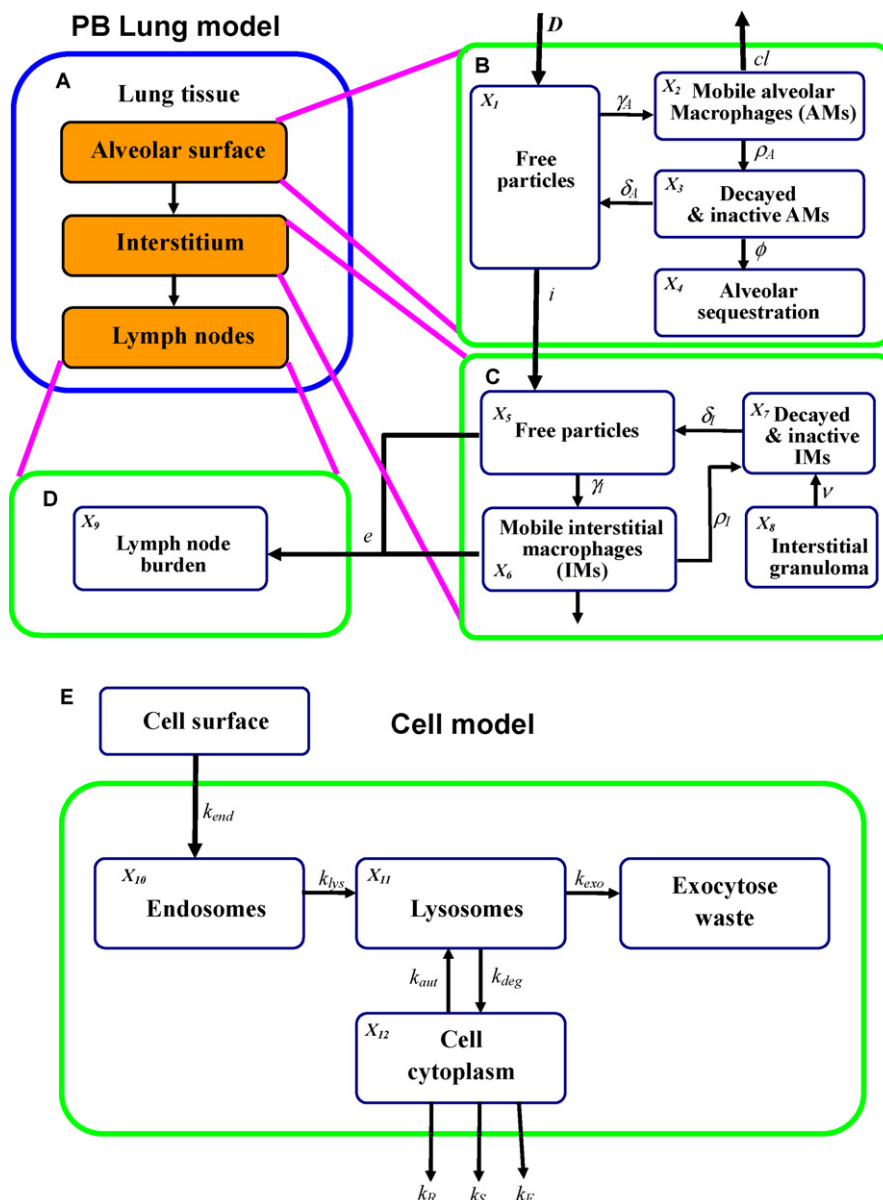 PB Lung model
A
Lung tissue
Alveolar surface
Interstitium
Lymph nodes
D
B
cl
X1
Free
particles
γA
X2
Mobile alveolar
Macrophages (AMs)
ρA
δA
X3
Decayed
& inactive AMs
ϕ
X4
Alveolar
sequestration
i
C
X5
Free particles
δI
X7
Decayed
& inactive
IMs
γI
ρI
ν
X6
Mobile interstitial
macrophages
(IMs)
X8
Interstitial
granuloma
D
X9
Lymph node
burden
e
E
Cell surface
Cell model
kend
X10
Endosomes
klys
X11
Lysosomes
kexo
Exocytose
waste
kaut
kdeg
X12
Cell
cytoplasm
kR
kS
kF